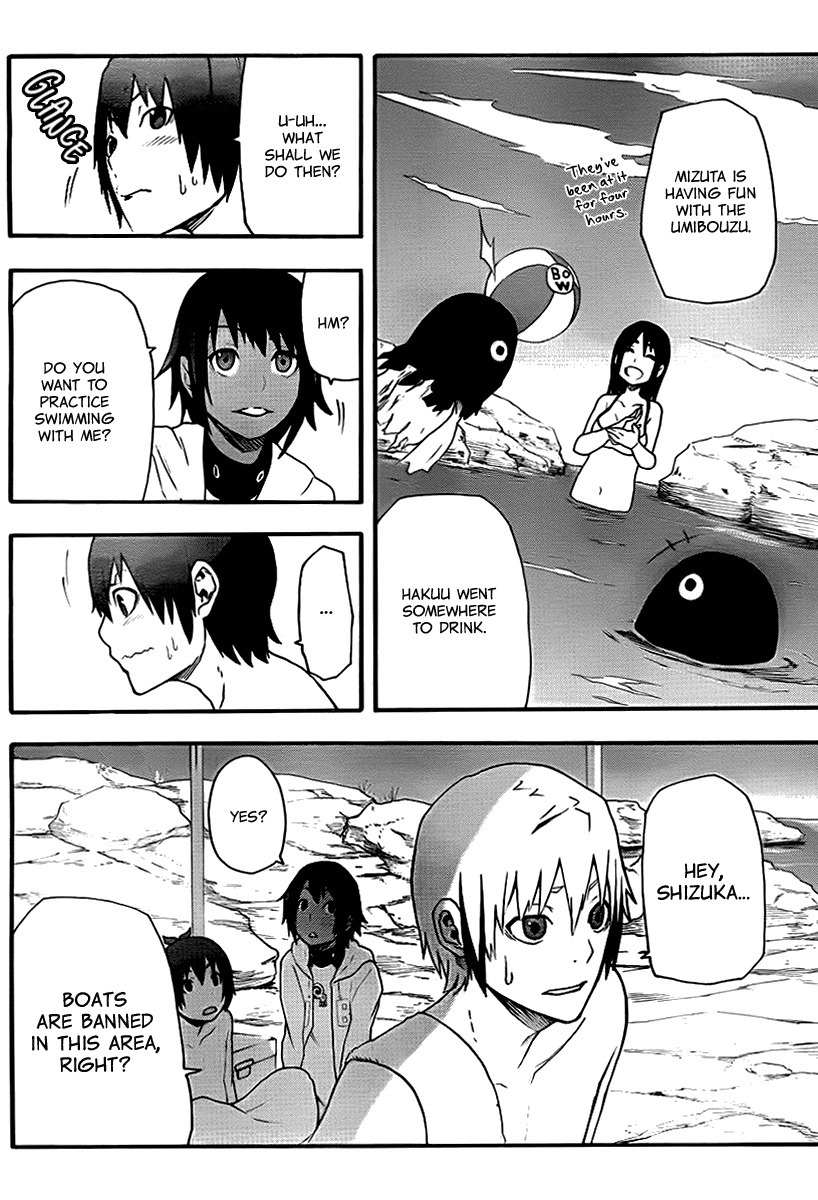 MIZUTA IS
HAVING FUN
WITH THE
UMIBOUZU.
They've
been at it
for four
hours.
BOW
HAKUU WENT
SOMEWHERE
TO DRINK.
U-UH...
WHAT
SHALL WE
DO THEN?
GLANCE
HM?
DO YOU
WANT TO
PRACTICE
SWIMMING
WITH ME?
...
HEY,
SHIZUKA...
YES?
BOATS
ARE BANNED
IN THIS AREA,
RIGHT?